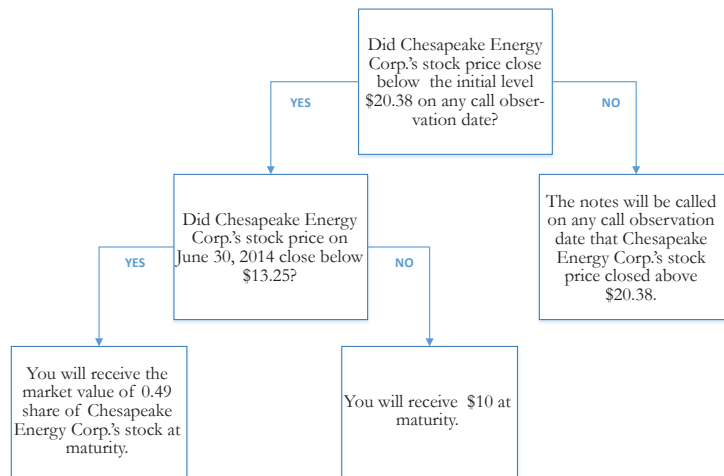 Did Chesapeake Energy
Corp.'s stock price close
below the initial level
$20.38 on any call obser-
vation date?
YES
NO
Did Chesapeake Energy
Corp.'s stock price on
June 30, 2014 close below
$13.25?
The notes will be called
on any call observation
date that Chesapeake
Energy Corp.'s stock
price closed above
$20.38.
YES
NO
You will receive the
market value of 0.49
share of Chesapeake
Energy Corp.'s stock at
maturity.
You will receive $10 at
maturity.